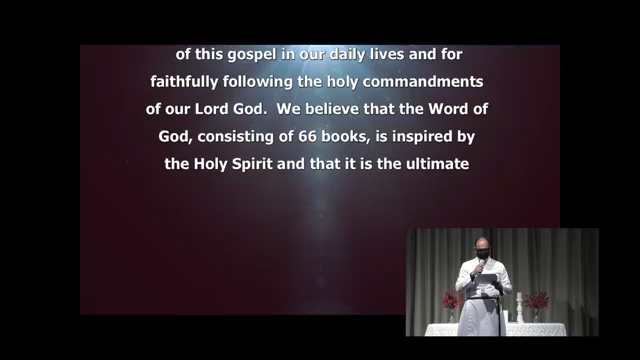 of this gospel in our daily lives and for
faithfully following the holy commandments
of our Lord God.  We believe that the Word of
God, consisting of 66 books, is inspired by
the Holy Spirit and that it is the ultimate